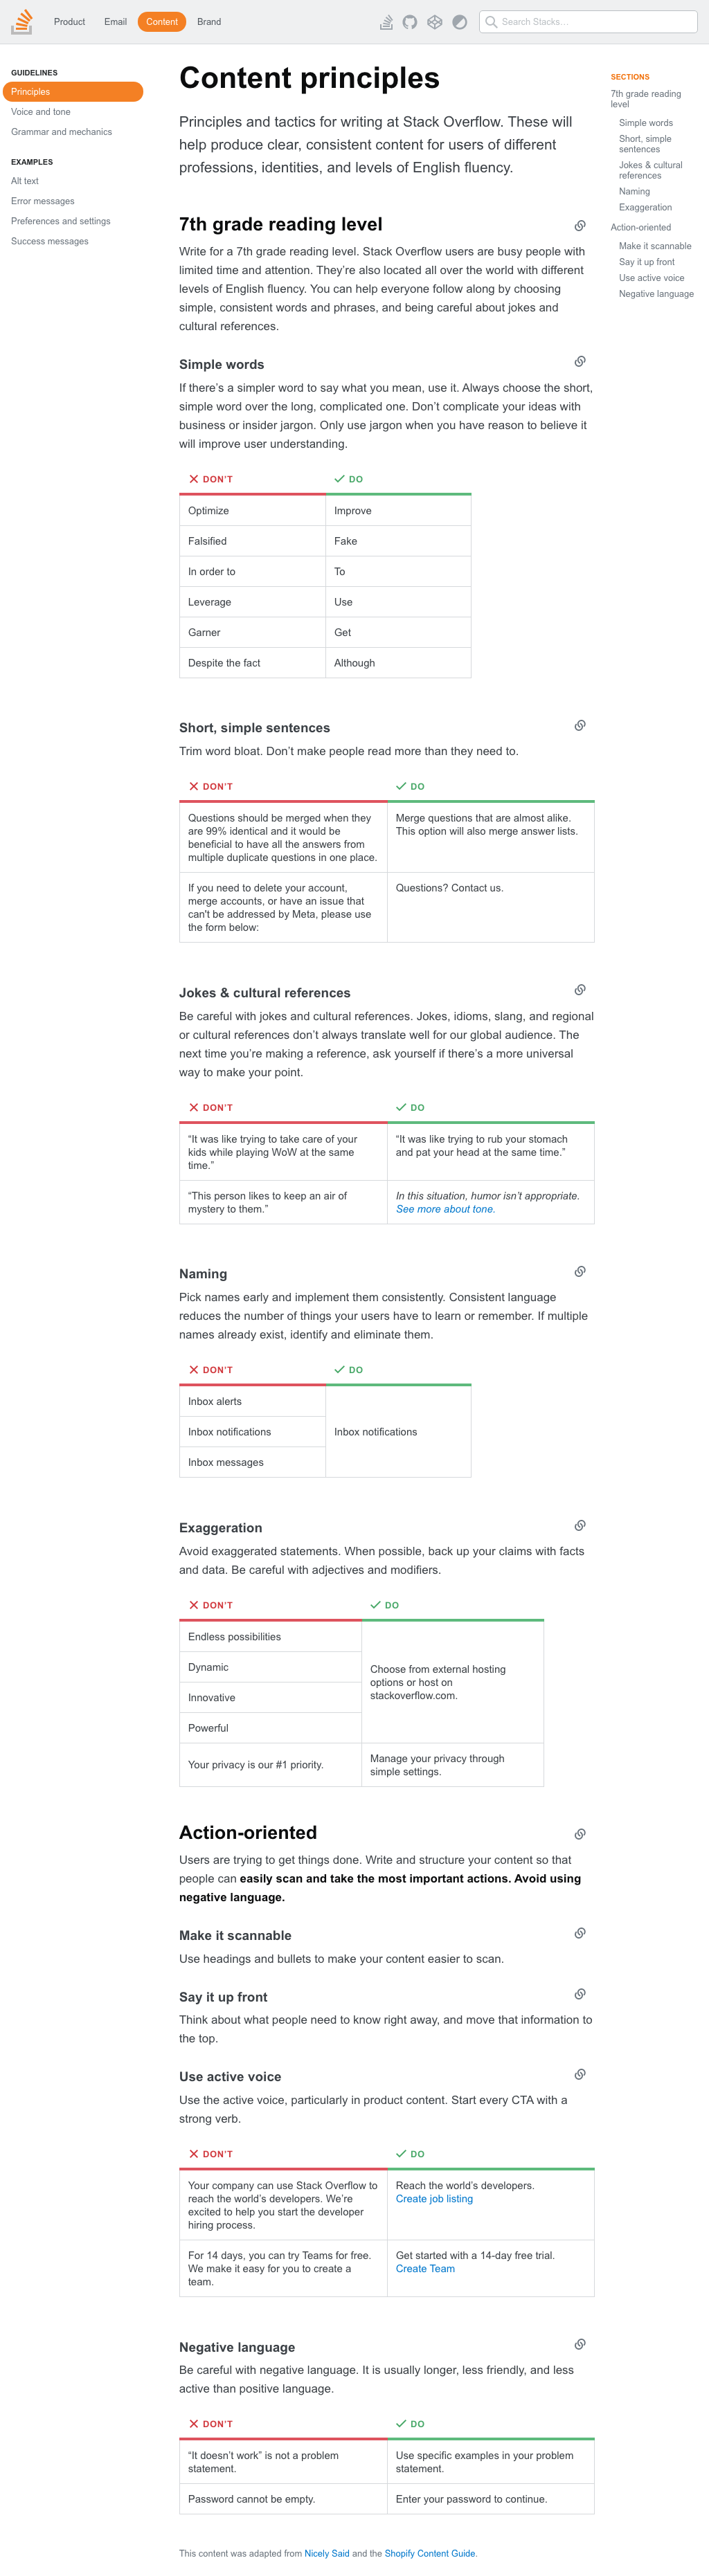 Product Email Content Brand Search Stacks…
GUIDELINES
Principles
Voice and tone
Grammar and mechanics
EXAMPLES
Alt text
Error messages
Preferences and settings
Success messages
Content principles
Principles and tactics for writing at Stack Overflow. These will
help produce clear, consistent content for users of different
professions, identities, and levels of English fluency.
7th grade reading level
Write for a 7th grade reading level. Stack Overflow users are busy people with
limited time and attention. They’re also located all over the world with different
levels of English fluency. You can help everyone follow along by choosing
simple, consistent words and phrases, and being careful about jokes and
cultural references.
Simple words
If there’s a simpler word to say what you mean, use it. Always choose the short,
simple word over the long, complicated one. Don’t complicate your ideas with
business or insider jargon. Only use jargon when you have reason to believe it
will improve user understanding.
DON’T DO
Optimize Improve
Falsified Fake
In order to To
Leverage Use
Garner Get
Despite the fact Although
Short, simple sentences
Trim word bloat. Don’t make people read more than they need to.
DON’T DO
Questions should be merged when they
are 99% identical and it would be
beneficial to have all the answers from
multiple duplicate questions in one place.
Merge questions that are almost alike.
This option will also merge answer lists.
If you need to delete your account,
merge accounts, or have an issue that
can't be addressed by Meta, please use
the form below:
Questions? Contact us.
Jokes & cultural references
Be careful with jokes and cultural references. Jokes, idioms, slang, and regional
or cultural references don’t always translate well for our global audience. The
next time you’re making a reference, ask yourself if there’s a more universal
way to make your point.
DON’T DO
“It was like trying to take care of your
kids while playing WoW at the same
time.”
“It was like trying to rub your stomach
and pat your head at the same time.”
“This person likes to keep an air of
mystery to them.”
In this situation, humor isn’t appropriate.
See more about tone.
Naming
Pick names early and implement them consistently. Consistent language
reduces the number of things your users have to learn or remember. If multiple
names already exist, identify and eliminate them.
DON’T DO
Inbox alerts
Inbox notifications
Inbox messages
Inbox notifications
Exaggeration
Avoid exaggerated statements. When possible, back up your claims with facts
and data. Be careful with adjectives and modifiers.
DON’T DO
Endless possibilities
Dynamic
Innovative
Powerful
Choose from external hosting
options or host on
stackoverflow.com.
Your privacy is our #1 priority.
Manage your privacy through
simple settings.
Action-oriented
Users are trying to get things done. Write and structure your content so that
people can easily scan and take the most important actions. Avoid using
negative language.
Make it scannable
Use headings and bullets to make your content easier to scan.
Say it up front
Think about what people need to know right away, and move that information to
the top.
Use active voice
Use the active voice, particularly in product content. Start every CTA with a
strong verb.
DON’T DO
Your company can use Stack Overflow to
reach the world’s developers. We’re
excited to help you start the developer
hiring process.
Reach the world’s developers.
Create job listing
For 14 days, you can try Teams for free.
We make it easy for you to create a
team.
Get started with a 14-day free trial.
Create Team
Negative language
Be careful with negative language. It is usually longer, less friendly, and less
active than positive language.
DON’T DO
“It doesn’t work” is not a problem
statement.
Use specific examples in your problem
statement.
Password cannot be empty.
Enter your password to continue.
This content was adapted from Nicely Said and the Shopify Content Guide.
SECTIONS
7th grade reading
level
Simple words
Short, simple
sentences
Jokes & cultural
references
Naming
Exaggeration
Action-oriented
Make it scannable
Say it up front
Use active voice
Negative language